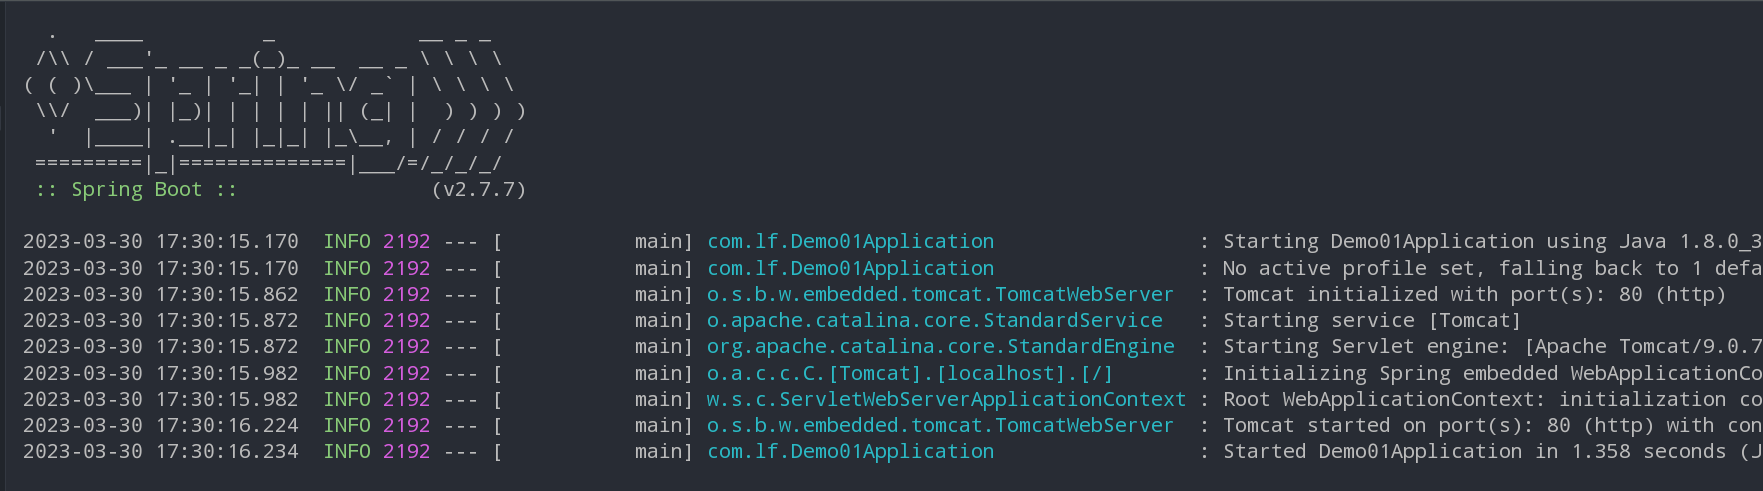 .   ____          _            __ _ _
 /\\ / ___'_ __ _ _(_)_ __  __ _ \ \ \ \
( ( )\___ | '_ | '_| | '_ \/ _` | \ \ \ \
 \\/  ___)| |_)| | | | | || (_| |  ) ) ) )
  '  |____| .__|_| |_|_| |_\__, | / / / /
 =========|_|==============|___/=/_/_/_/
 :: Spring Boot ::                (v2.7.7)
2023-03-30 17:30:15.170  INFO 2192 --- [           main] com.lf.Demo01Application                 : Starting Demo01Application using Java 1.8.0_3
2023-03-30 17:30:15.170  INFO 2192 --- [           main] com.lf.Demo01Application                 : No active profile set, falling back to 1 defa
2023-03-30 17:30:15.862  INFO 2192 --- [           main] o.s.b.w.embedded.tomcat.TomcatWebServer  : Tomcat initialized with port(s): 80 (http)
2023-03-30 17:30:15.872  INFO 2192 --- [           main] o.apache.catalina.core.StandardService   : Starting service [Tomcat]
2023-03-30 17:30:15.872  INFO 2192 --- [           main] org.apache.catalina.core.StandardEngine  : Starting Servlet engine: [Apache Tomcat/9.0.7
2023-03-30 17:30:15.982  INFO 2192 --- [           main] o.a.c.c.C.[Tomcat].[localhost].[/]       : Initializing Spring embedded WebApplicationCo
2023-03-30 17:30:15.982  INFO 2192 --- [           main] w.s.c.ServletWebServerApplicationContext : Root WebApplicationContext: initialization co
2023-03-30 17:30:16.224  INFO 2192 --- [           main] o.s.b.w.embedded.tomcat.TomcatWebServer  : Tomcat started on port(s): 80 (http) with con
2023-03-30 17:30:16.234  INFO 2192 --- [           main] com.lf.Demo01Application                 : Started Demo01Application in 1.358 seconds (J